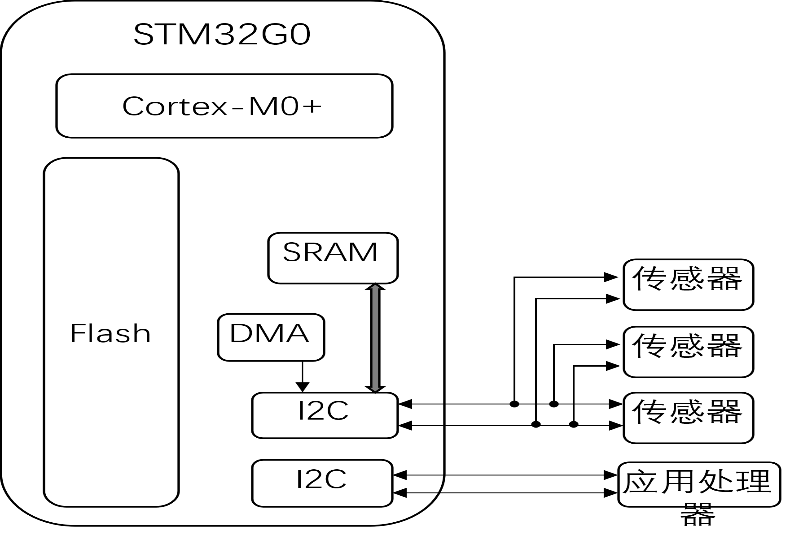 STM32G0
Cortex-M0+
SRAM
传感器
Flash
DMA
传感器
I2C
传感器
I2C
应用处理
器